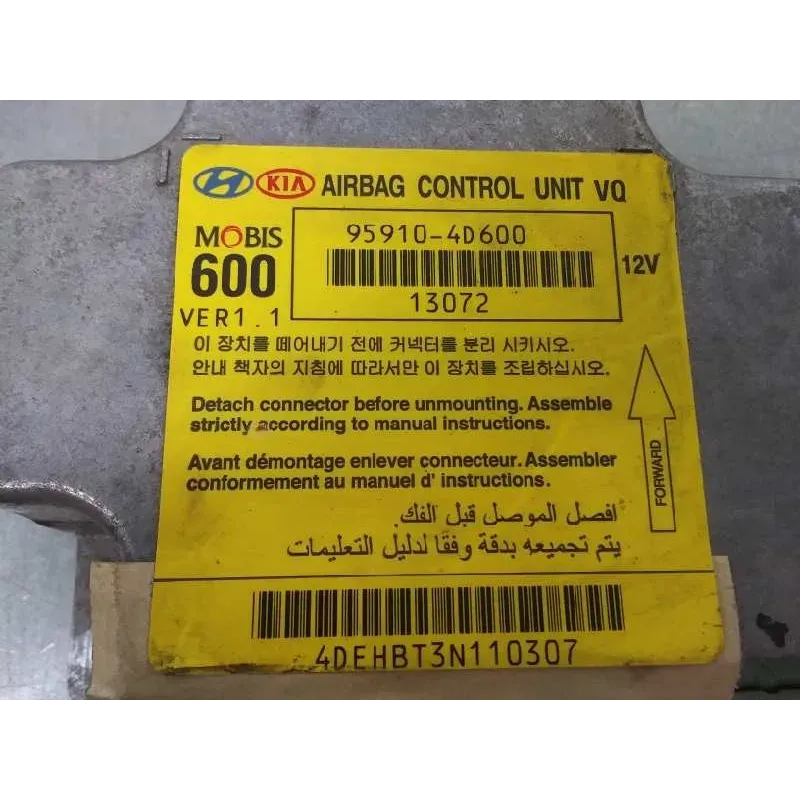 KIA AIRBAG CONTROL UNIT VQ
MOBIS
95910-4D600
600
12V
13072
VER1.1
이 장치를 떼어내기 전에 커넥터를 분리 시키시오.
안내 책자의 지침에 따라서만 이 장치를 조립하십시오.
Detach connector before unmounting. Assemble
strictly according to manual instructions.
Avant démontage enlever connecteur. Assembler
conformement au manuel d' instructions.
FORWARD
افصل الموصل قبل الفك.
يتم تجميعه بدقة وفقًا لدليل التعليمات
4DEHBT3N110307